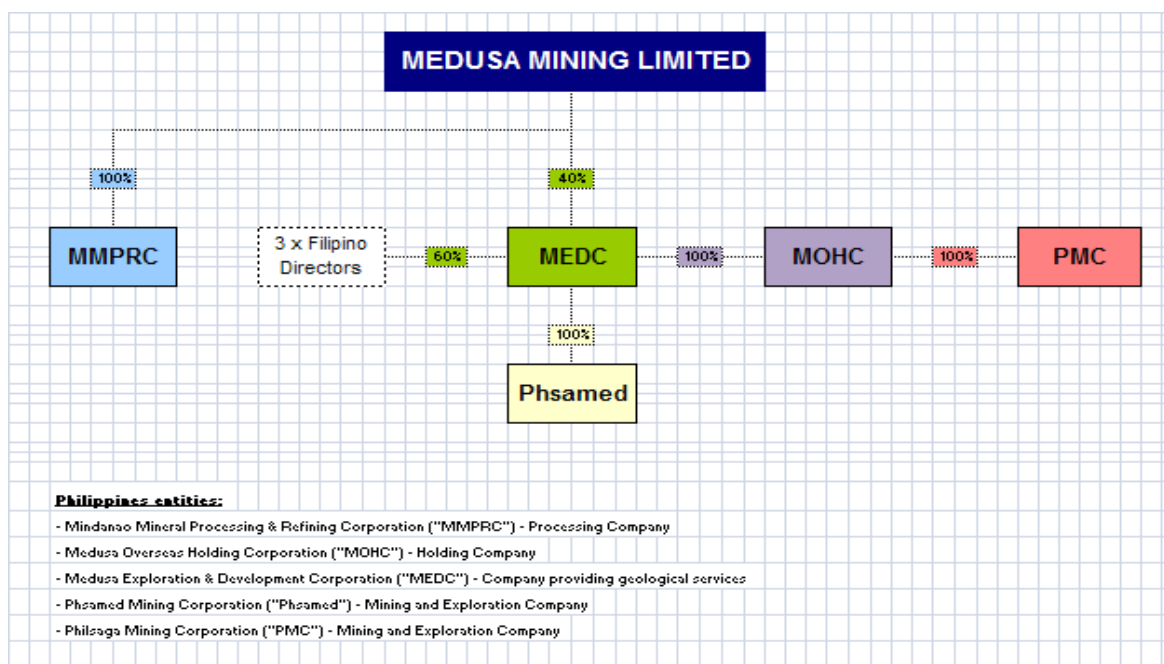 MEDUSA MINING LIMITED
100%
40%
MMPRC
3 x Filipino
Directors
60%
MEDC
100%
MOHC
100%
PMC
100%
Phsamed
Philippines entities:
- Mindanao Mineral Processing & Refining Corporation ("MMPRC") - Processing Company
- Medusa Overseas Holding Corporation ("MOHC") - Holding Company
- Medusa Exploration & Development Corporation ("MEDC") - Company providing geological services
- Phsamed Mining Corporation ("Phsamed") - Mining and Exploration Company
- Philsaga Mining Corporation ("PMC") - Mining and Exploration Company